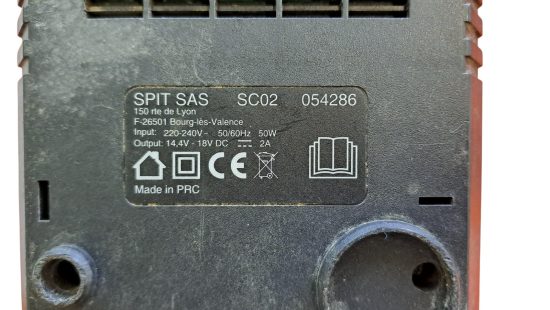 SPIT SAS SC02 054286
150 rte de Lyon
F-26501 Bourg-lès-Valence
Input: 220-240V~ 50/60Hz 50W
Output: 14,4V - 18V DC ⎓ 2A
CE
Made in PRC